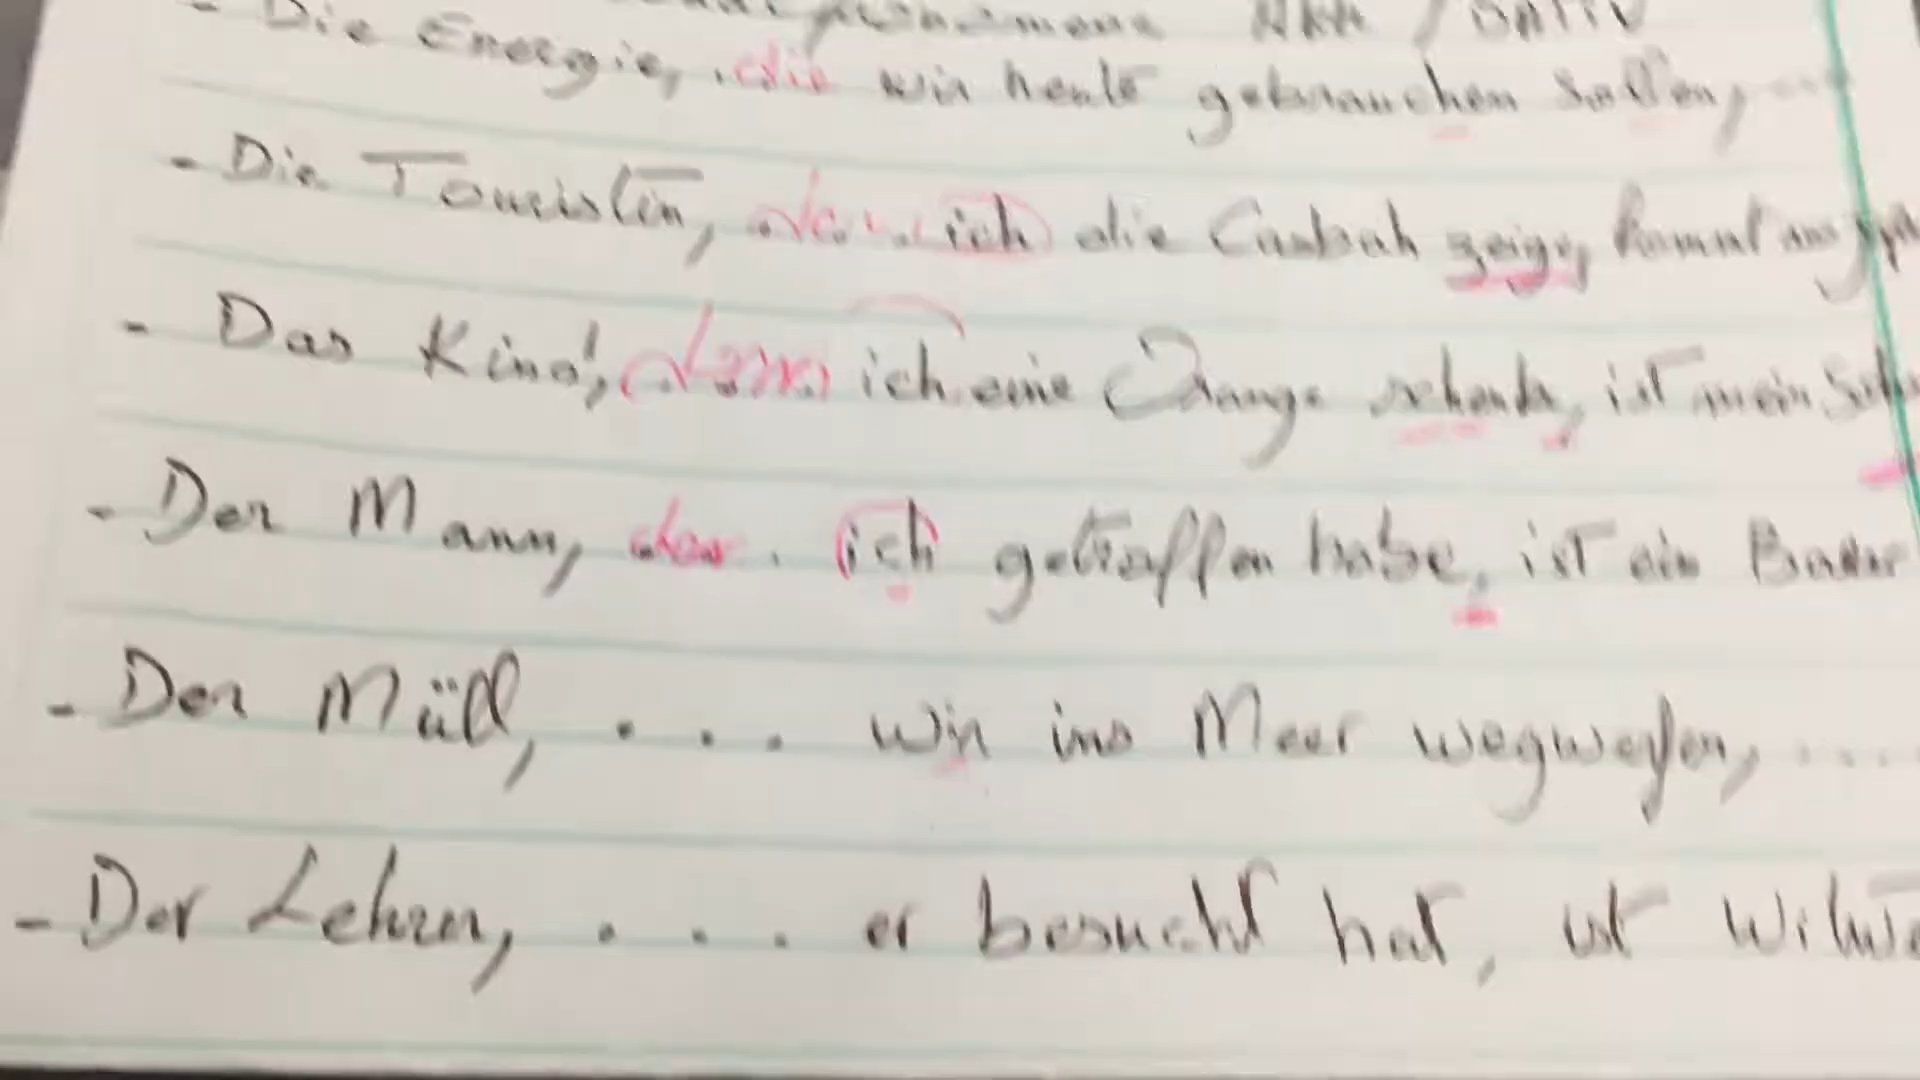 AKK / DATIV
- Die Energie, die wir heute gebrauchen sollen, ...
- Die Touristin, der ich die Casbah zeige, kommt aus
- Das Kind, dem ich eine Orange schenke, ist mein
- Der Mann, ich getroffen habe, ist ein
- Der Müll, . . . wir ins Meer wegwerfen, ....
- Der Lehrer, . . . er besucht hat, ist